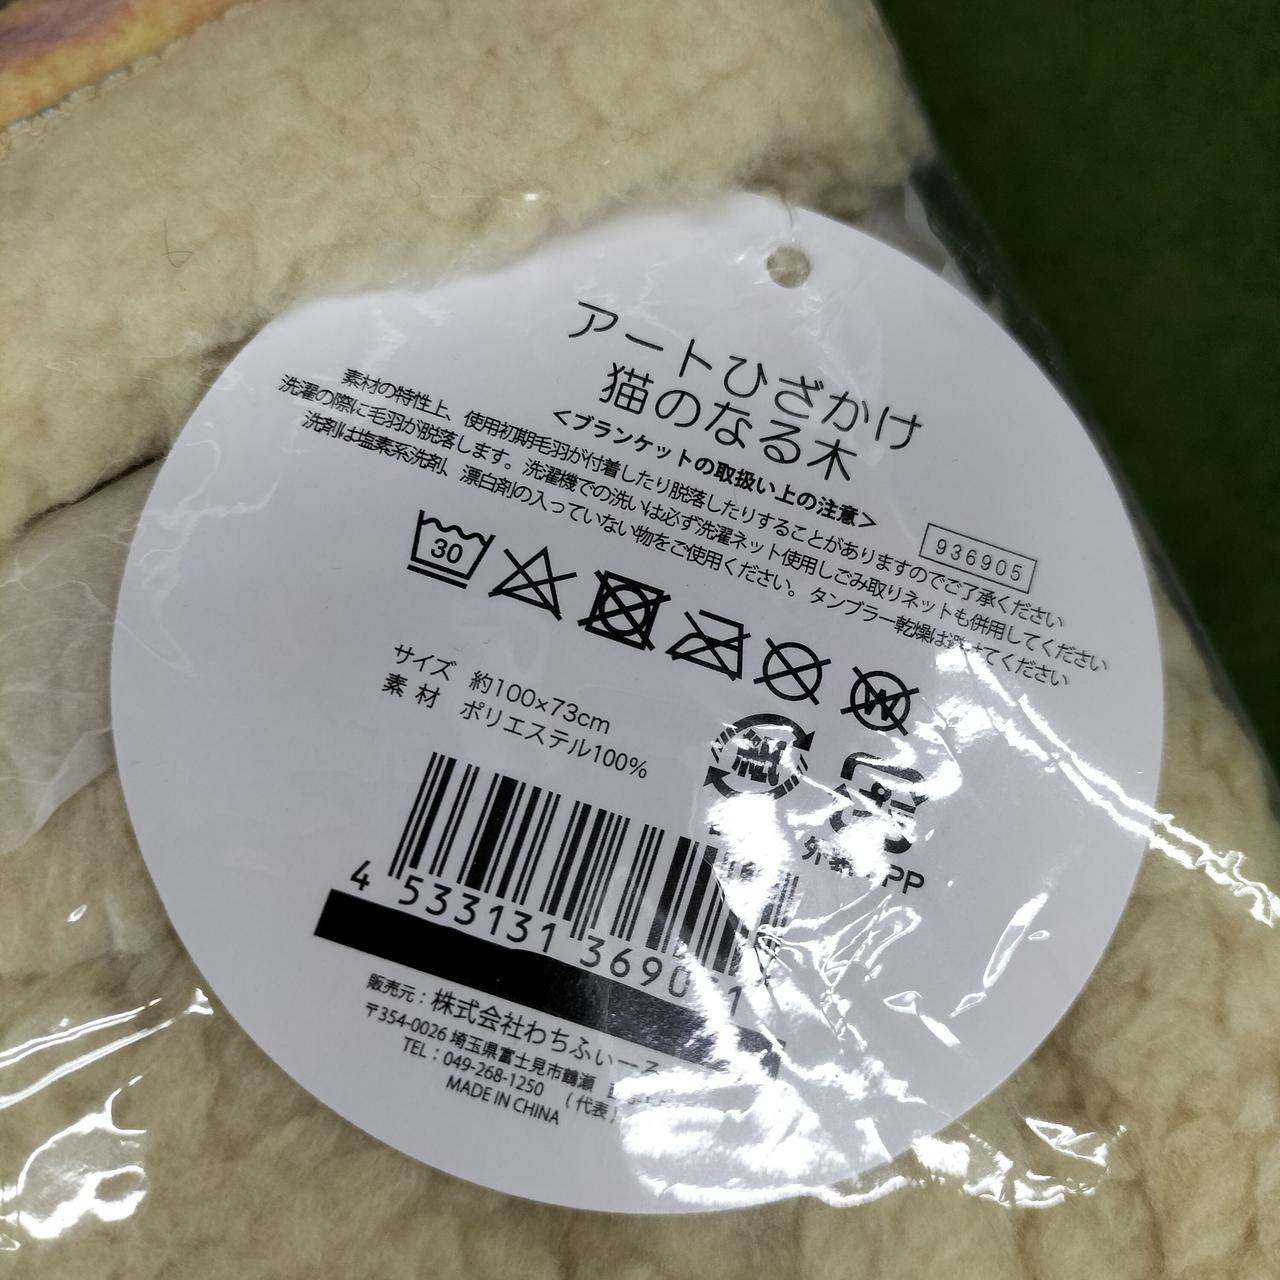 アートひざかけ
猫のなる木
<ブランケットの取扱い上の注意>
936905
素材の特性上、使用初期毛羽が付着したり脱落したりすることがありますのでご了承ください
洗濯の際に毛羽が脱落します。洗濯機での洗いは必ず洗濯ネット使用しごみ取りネットも併用してください
洗剤は塩素系洗剤、漂白剤の入っていない物をご使用ください。タンブラー乾燥は避けてください
30
W
サイズ 約100×73cm
素材 ポリエステル100%
PP
4 533131 3690 1
販売元：株式会社わちふぃーる
〒354-0026 埼玉県富士見市鶴瀬
TEL：049-268-1250 (代表)
MADE IN CHINA